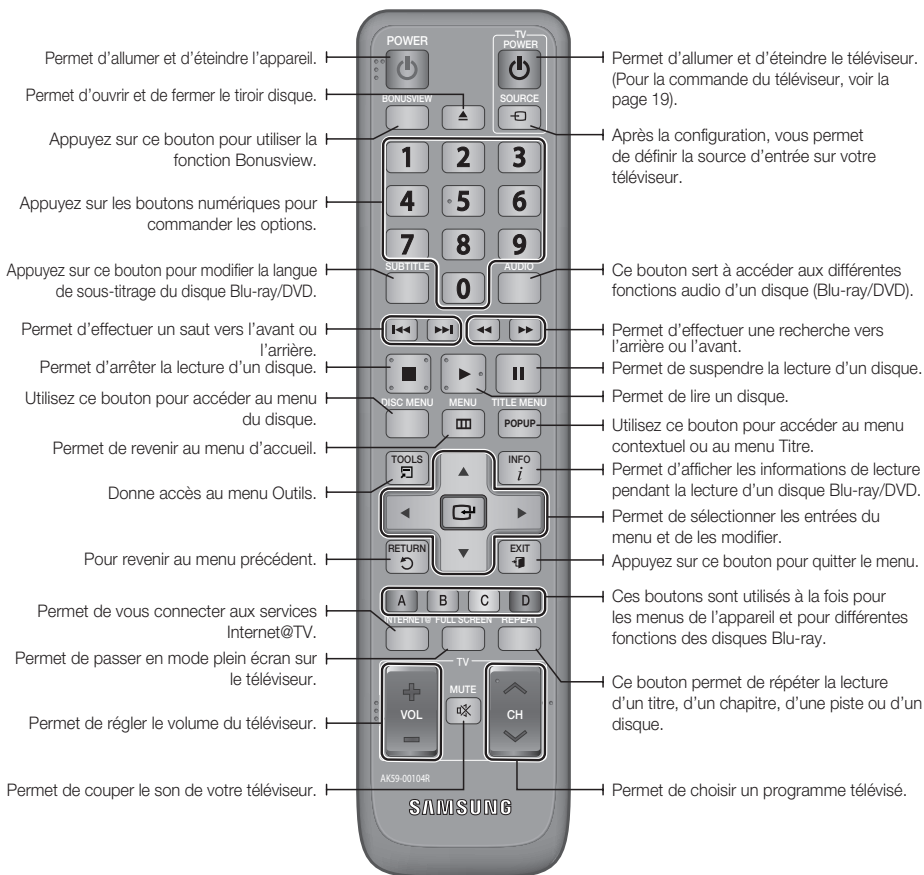 Permet d'allumer et d'éteindre l'appareil.
Permet d'ouvrir et de fermer le tiroir disque.
Appuyez sur ce bouton pour utiliser la
fonction Bonusview.
Appuyez sur les boutons numériques pour
commander les options.
Appuyez sur ce bouton pour modifier la langue
de sous-titrage du disque Blu-ray/DVD.
Permet d'effectuer un saut vers l'avant ou
l'arrière.
Permet d'arrêter la lecture d'un disque.
Utilisez ce bouton pour accéder au menu
du disque.
Permet de revenir au menu d'accueil.
Donne accès au menu Outils.
Pour revenir au menu précédent.
Permet de vous connecter aux services
Internet@TV.
Permet de passer en mode plein écran sur
le téléviseur.
Permet de régler le volume du téléviseur.
Permet de couper le son de votre téléviseur.
POWER
TV
POWER
BONUSVIEW
SOURCE
1 2 3
4 5 6
7 8 9
SUBTITLE
0
AUDIO
DISC MENU MENU TITLE MENU
POPUP
TOOLS
INFO
i
RETURN
EXIT
A B C D
INTERNET@ FULL SCREEN REPEAT
TV
MUTE
VOL
CH
AK59-00104R
SAMSUNG
Permet d'allumer et d'éteindre le téléviseur.
(Pour la commande du téléviseur, voir la
page 19).
Après la configuration, vous permet
de définir la source d'entrée sur votre
téléviseur.
Ce bouton sert à accéder aux différentes
fonctions audio d'un disque (Blu-ray/DVD).
Permet d'effectuer une recherche vers
l'arrière ou l'avant.
Permet de suspendre la lecture d'un disque.
Permet de lire un disque.
Utilisez ce bouton pour accéder au menu
contextuel ou au menu Titre.
Permet d'afficher les informations de lecture
pendant la lecture d'un disque Blu-ray/DVD.
Permet de sélectionner les entrées du
menu et de les modifier.
Appuyez sur ce bouton pour quitter le menu.
Ces boutons sont utilisés à la fois pour
les menus de l'appareil et pour différentes
fonctions des disques Blu-ray.
Ce bouton permet de répéter la lecture
d'un titre, d'un chapitre, d'une piste ou d'un
disque.
Permet de choisir un programme télévisé.